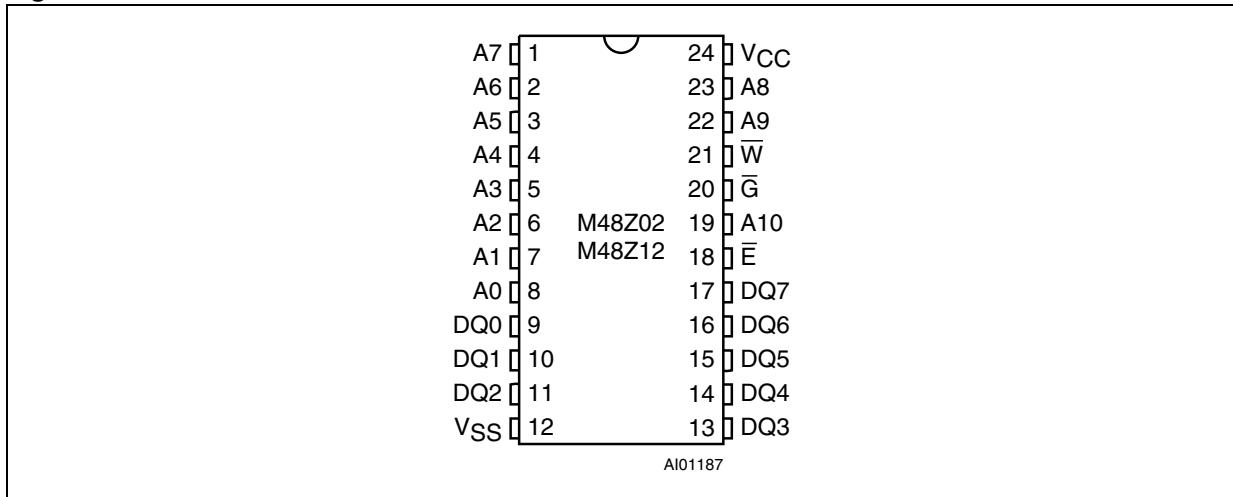 A7 1 24 VCC
A6 2 23 A8
A5 3 22 A9
A4 4 21 W̅
A3 5 20 G̅
A2 6 M48Z02 19 A10
A1 7 M48Z12 18 E̅
A0 8 17 DQ7
DQ0 9 16 DQ6
DQ1 10 15 DQ5
DQ2 11 14 DQ4
VSS 12 13 DQ3
AI01187